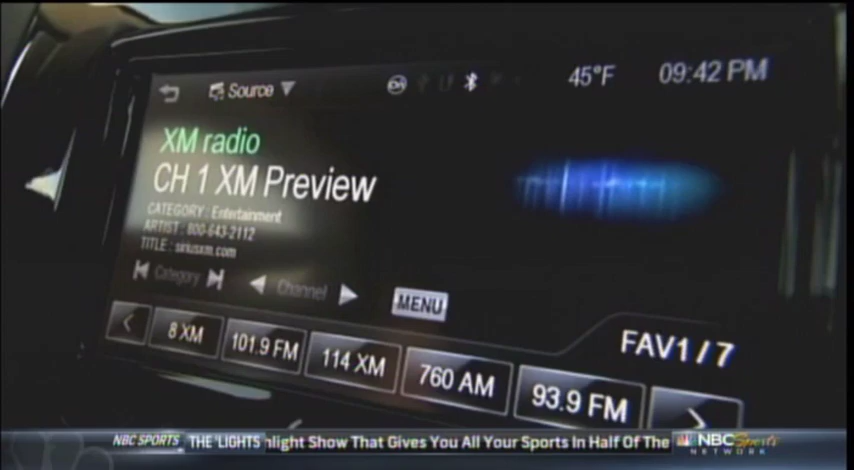 Source
45°F
09:42 PM
XM radio
CH 1 XM Preview
CATEGORY : Entertainment
ARTIST : 800-643-2112
TITLE : siriusxm.com
Category
Channel
MENU
FAV1 / 7
8 XM
101.9 FM
114 XM
760 AM
93.9 FM
NBC SPORTS THE 'LIGHTS nlight Show That Gives You All Your Sports In Half Of The NBC Sports
NETWORK